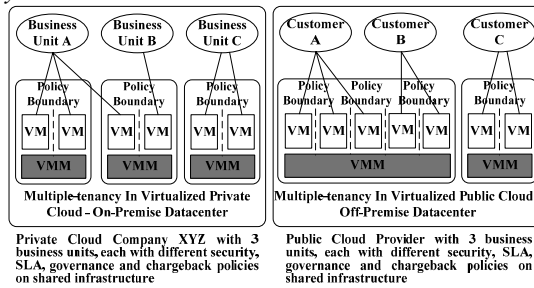 Business Unit A
Business Unit B
Business Unit C
Policy Boundary
Policy Boundary
Policy Boundary
VM VM VM VM VM VM
VMM VMM VMM
Multiple-tenancy In Virtualized Private
Cloud – On-Premise Datacenter
Customer A
Customer B
Customer C
Policy Boundary
Policy Boundary
Policy Boundary
Policy Boundary
VM VM VM VM VM VM VM
VMM VMM
Multiple-tenancy In Virtualized Public Cloud
Off-Premise Datacenter
Private Cloud Company XYZ with 3
business units, each with different security,
SLA, governance and chargeback policies
on shared infrastructure
Public Cloud Provider with 3 business
units, each with different security, SLA,
governance and chargeback policies on
shared infrastructure